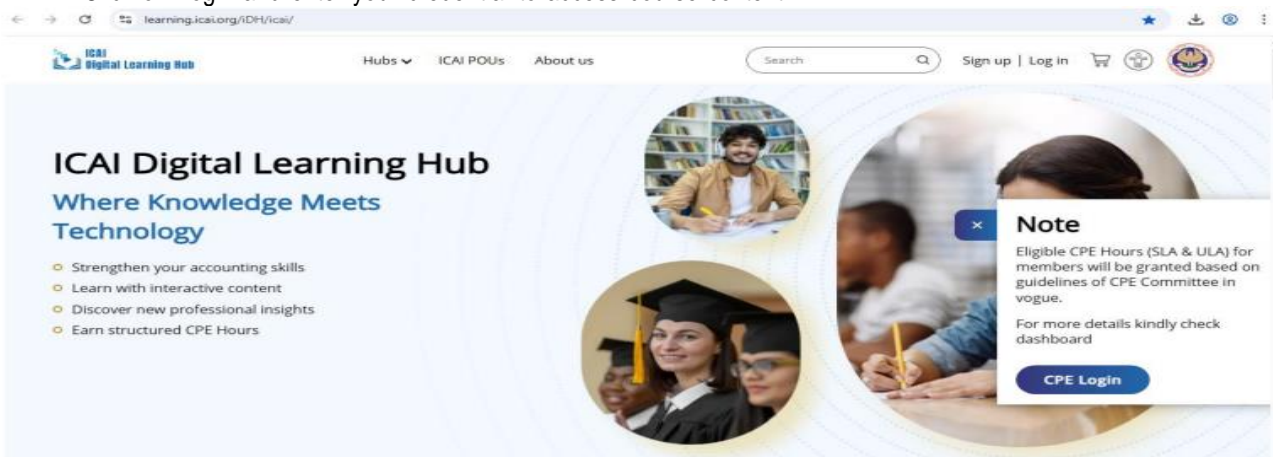 learning.icai.org/iDH/icai/
ICAI
Digital Learning Hub
Hubs
ICAI POUs
About us
Search
Sign up | Log in
ICAI Digital Learning Hub
Where Knowledge Meets
Technology
Strengthen your accounting skills
Learn with interactive content
Discover new professional insights
Earn structured CPE Hours
Note
Eligible CPE Hours (SLA & ULA) for
members will be granted based on
guidelines of CPE Committee in
vogue.
For more details kindly check
dashboard
CPE Login